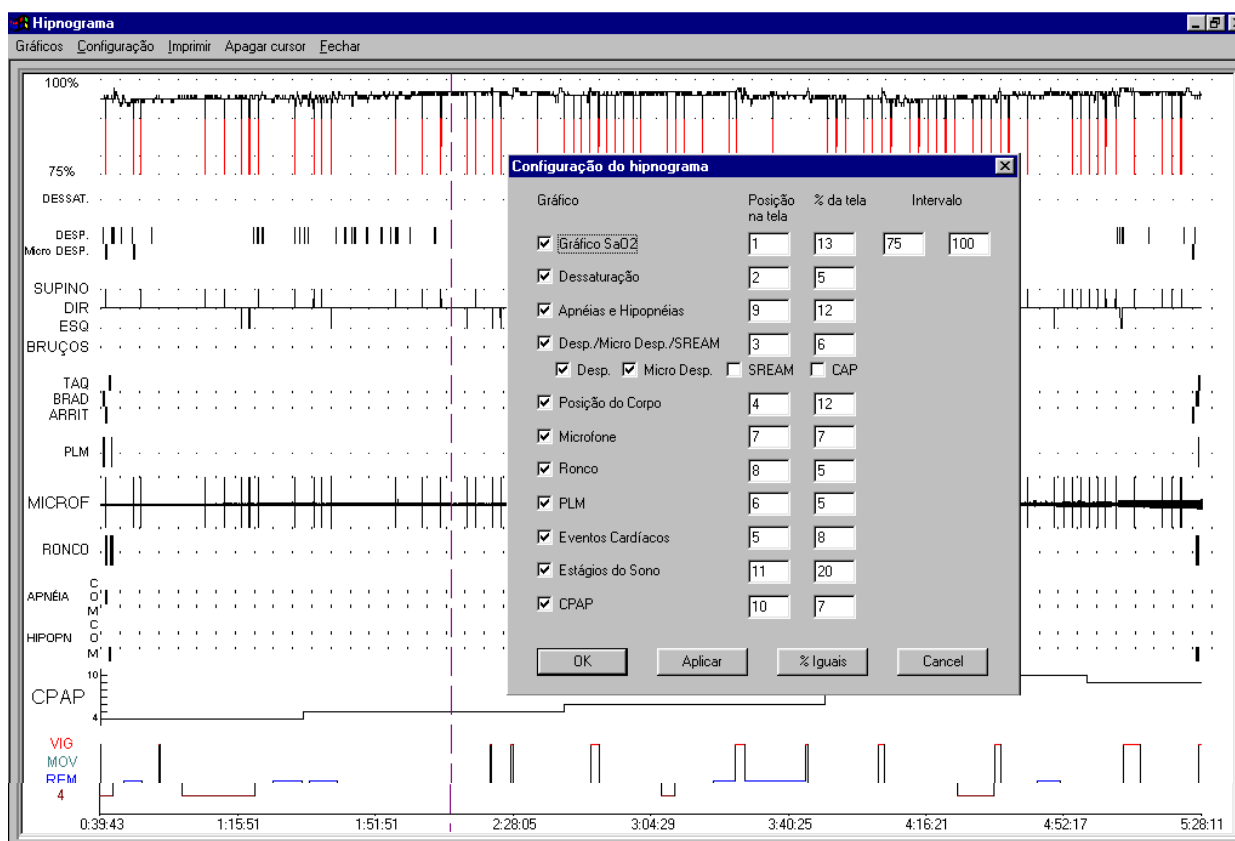 Hipnograma
Gráficos Configuração Imprimir Apagar cursor Fechar
100%
75%
DESSAT.
DESP.
Micro DESP.
SUPINO
DIR
ESQ
BRUÇOS
TAQ
BRAD
ARRIT
PLM
MICROF
RONCO
APNÉIA
C
O
M
HIPOPN
C
O
M
CPAP
10
4
VIG
MOV
REM
4
0:39:43 1:15:51 1:51:51 2:28:05 3:04:29 3:40:25 4:16:21 4:52:17 5:28:11
Configuração do hipnograma
Gráfico Posição na tela % da tela Intervalo
Gráfico SaO2 1 13 75 100
Dessaturação 2 5
Apnéias e Hipopnéias 9 12
Desp./Micro Desp./SREAM 3 6
Desp. Micro Desp. SREAM CAP
Posição do Corpo 4 12
Microfone 7 7
Ronco 8 5
PLM 6 5
Eventos Cardíacos 5 8
Estágios do Sono 11 20
CPAP 10 7
OK Aplicar % Iguais Cancel